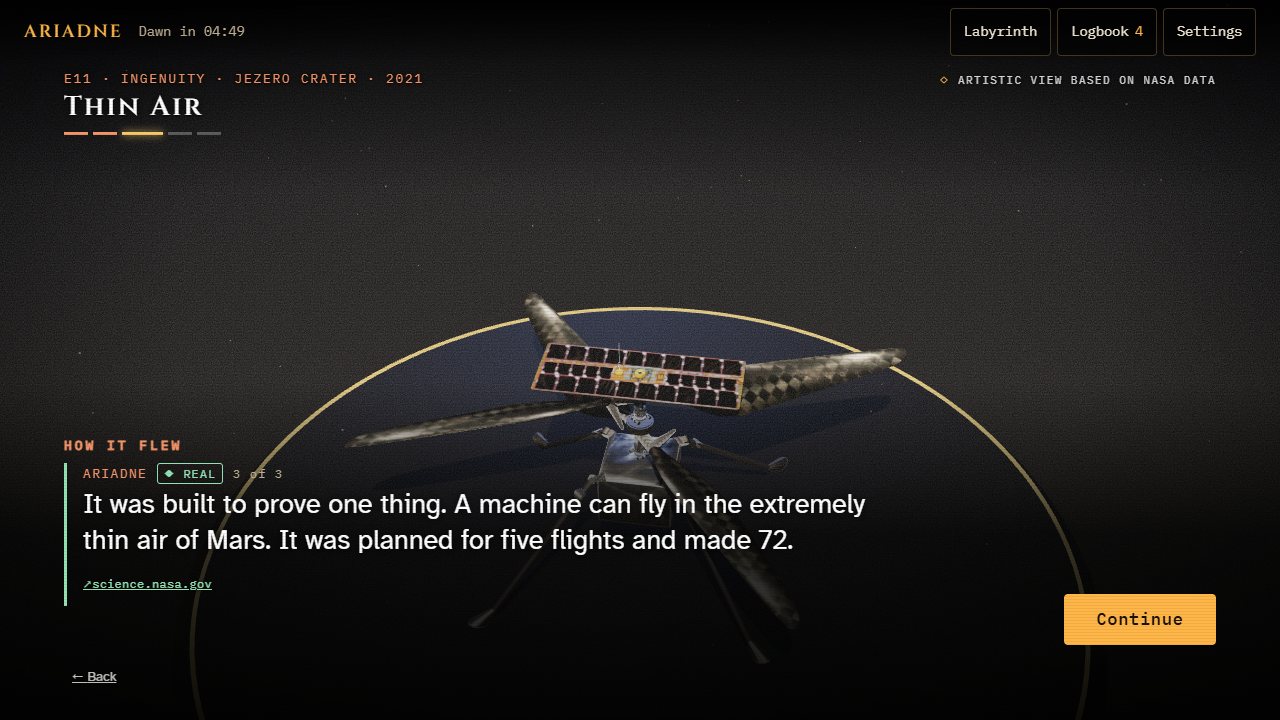 ARIADNE Dawn in 04:49
Labyrinth
Logbook 4
Settings
E11 · INGENUITY · JEZERO CRATER · 2021
◇ ARTISTIC VIEW BASED ON NASA DATA
Thin Air
HOW IT FLEW
ARIADNE ◆ REAL 3 of 3
It was built to prove one thing. A machine can fly in the extremely
thin air of Mars. It was planned for five flights and made 72.
↗science.nasa.gov
Continue
← Back